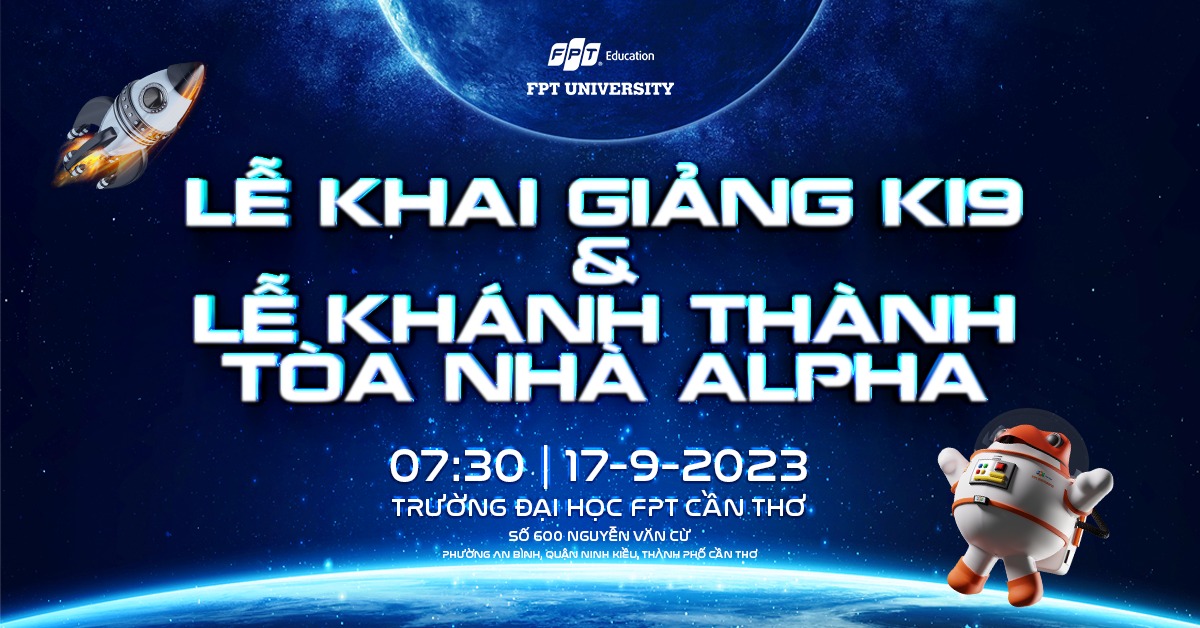 FPT Education
FPT UNIVERSITY
LỄ KHAI GIẢNG K19
&
LỄ KHÁNH THÀNH
TÒA NHÀ ALPHA
07:30 | 17-9-2023
TRƯỜNG ĐẠI HỌC FPT CẦN THƠ
SỐ 600 NGUYỄN VĂN CỪ
PHƯỜNG AN BÌNH, QUẬN NINH KIỀU, THÀNH PHỐ CẦN THƠ